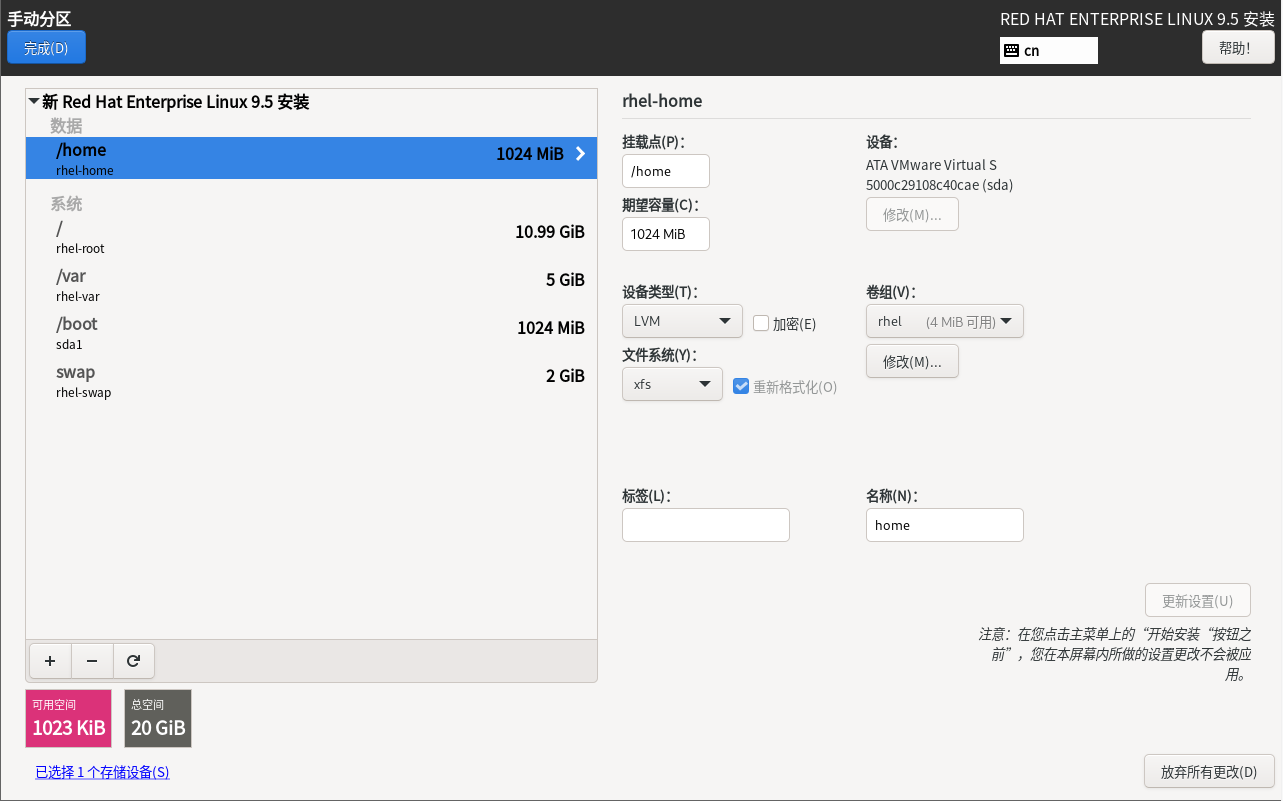 手动分区
RED HAT ENTERPRISE LINUX 9.5 安装
完成(D)
cn
帮助!
新 Red Hat Enterprise Linux 9.5 安装
数据
/home
1024 MiB
rhel-home
系统
/
10.99 GiB
rhel-root
/var
5 GiB
rhel-var
/boot
1024 MiB
sda1
swap
2 GiB
rhel-swap
rhel-home
挂载点(P)：
/home
期望容量(C)：
1024 MiB
设备：
ATA VMware Virtual S
5000c29108c40cae (sda)
修改(M)...
设备类型(T)：
LVM
加密(E)
卷组(V)：
rhel (4 MiB 可用)
修改(M)...
文件系统(Y)：
xfs
重新格式化(O)
标签(L)：
名称(N)：
home
更新设置(U)
注意：在您点击主菜单上的“开始安装“按钮之
前”，您在本屏幕内所做的设置更改不会被应
用。
可用空间
1023 KiB
总空间
20 GiB
已选择 1 个存储设备(S)
放弃所有更改(D)